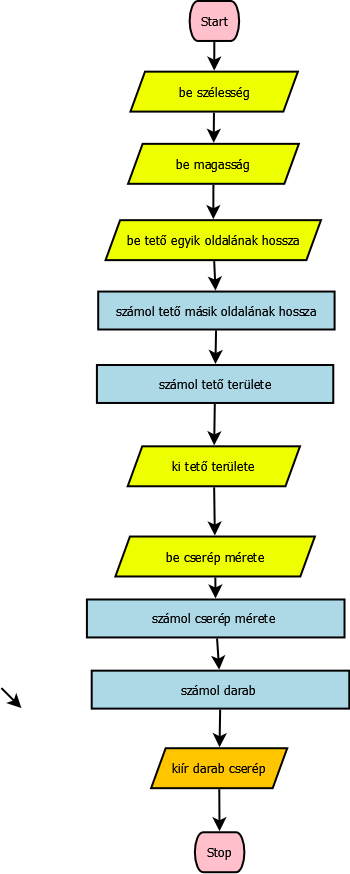 Start
be szélesség
be magasság
be tető egyik oldalának hossza
számol tető másik oldalának hossza
számol tető területe
ki tető területe
be cserép mérete
számol cserép mérete
számol darab
kiír darab cserép
Stop